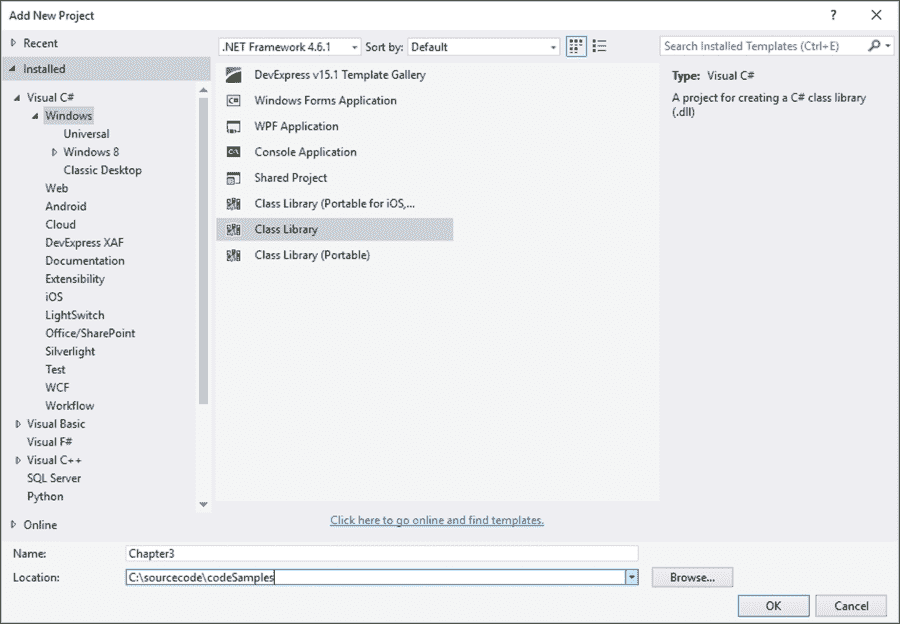 Add New Project
?
Recent
Installed
Visual C#
Windows
Universal
Windows 8
Classic Desktop
Web
Android
Cloud
DevExpress XAF
Documentation
Extensibility
iOS
LightSwitch
Office/SharePoint
Silverlight
Test
WCF
Workflow
Visual Basic
Visual F#
Visual C++
SQL Server
Python
Online
.NET Framework 4.6.1 Sort by: Default
DevExpress v15.1 Template Gallery
Windows Forms Application
WPF Application
Console Application
Shared Project
Class Library (Portable for iOS,...
Class Library
Class Library (Portable)
Click here to go online and find templates.
Search Installed Templates (Ctrl+E)
Type: Visual C#
A project for creating a C# class library
(.dll)
Name: Chapter3
Location: C:\sourcecode\codeSamples Browse...
OK Cancel